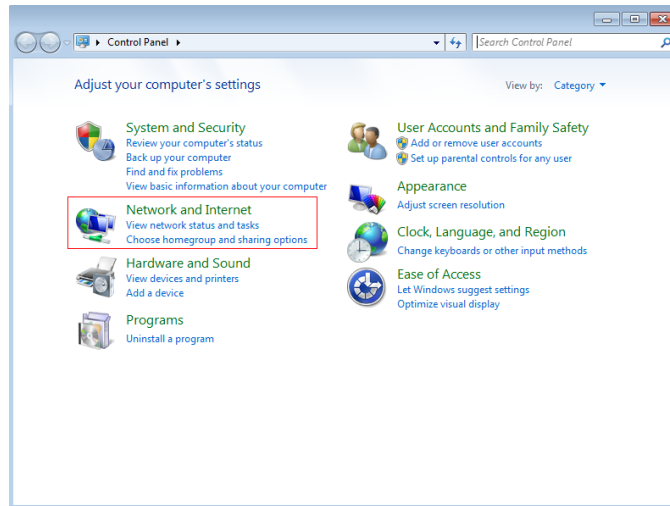 Control Panel
Search Control Panel
Adjust your computer's settings
View by: Category
System and Security
Review your computer's status
Back up your computer
Find and fix problems
View basic information about your computer
Network and Internet
View network status and tasks
Choose homegroup and sharing options
Hardware and Sound
View devices and printers
Add a device
Programs
Uninstall a program
User Accounts and Family Safety
Add or remove user accounts
Set up parental controls for any user
Appearance
Adjust screen resolution
Clock, Language, and Region
Change keyboards or other input methods
Ease of Access
Let Windows suggest settings
Optimize visual display